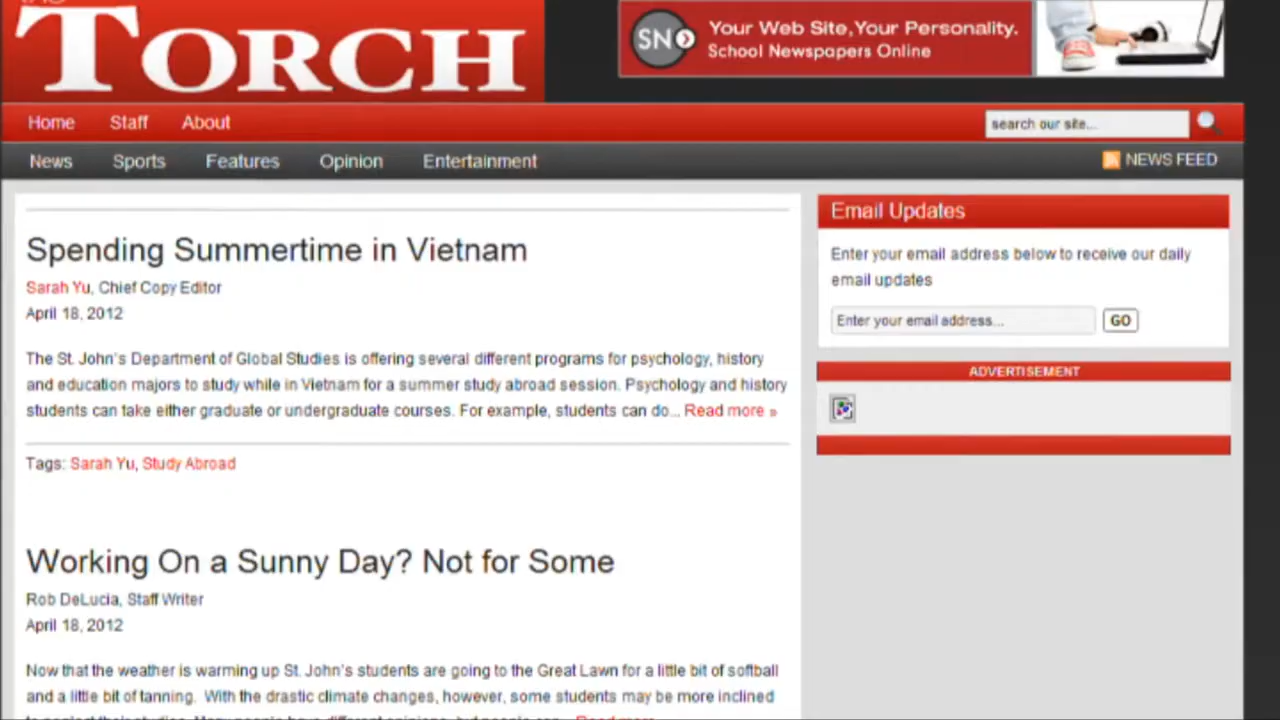 TORCH
SNO
Your Web Site, Your Personality.
School Newspapers Online
Home Staff About
search our site...
News Sports Features Opinion Entertainment
NEWS FEED
Spending Summertime in Vietnam
Sarah Yu, Chief Copy Editor
April 18, 2012
The St. John's Department of Global Studies is offering several different programs for psychology, history
and education majors to study while in Vietnam for a summer study abroad session. Psychology and history
students can take either graduate or undergraduate courses. For example, students can do... Read more »
Tags: Sarah Yu, Study Abroad
Working On a Sunny Day? Not for Some
Rob DeLucia, Staff Writer
April 18, 2012
Now that the weather is warming up St. John's students are going to the Great Lawn for a little bit of softball
and a little bit of tanning. With the drastic climate changes, however, some students may be more inclined
Email Updates
Enter your email address below to receive our daily
email updates
Enter your email address...
GO
ADVERTISEMENT